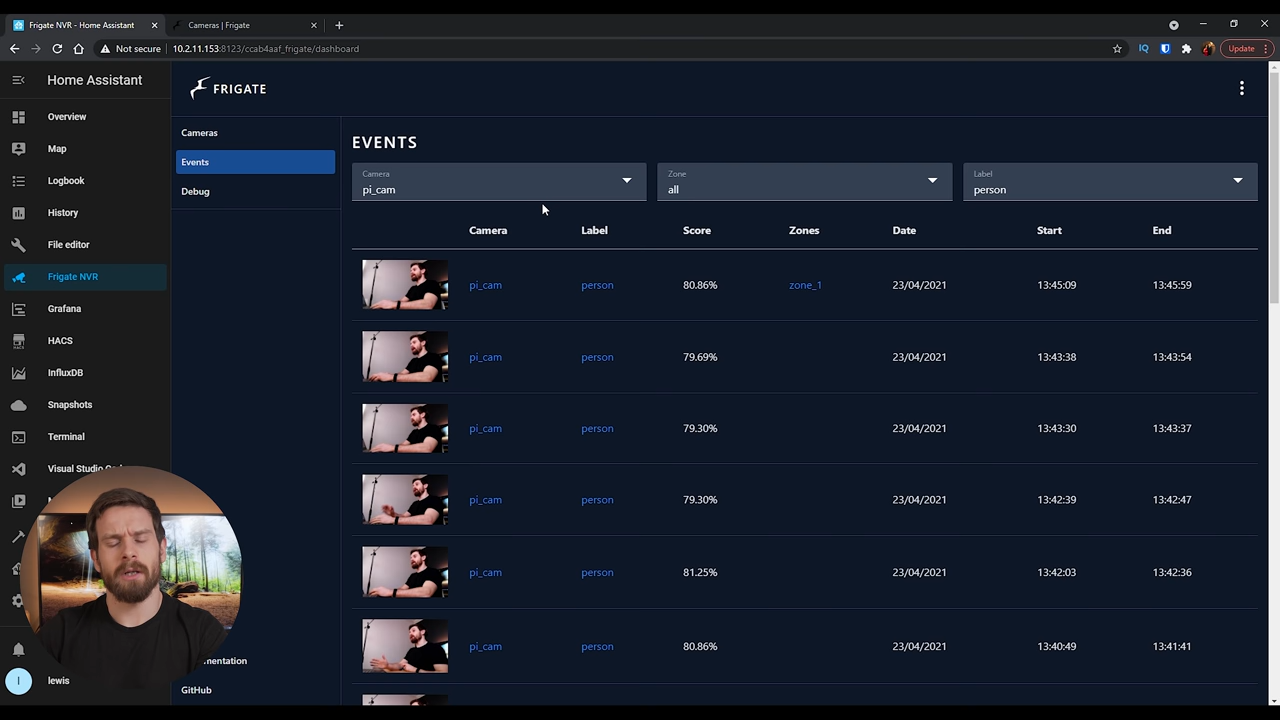 Frigate NVR - Home Assistant
Cameras | Frigate
Not secure
10.2.11.153:8123/ccab4aaf_frigate/dashboard
IQ
Update
Home Assistant
Overview
Map
Logbook
History
File editor
Frigate NVR
Grafana
HACS
HACS
InfluxDB
Snapshots
Terminal
Visual Studio
l
lewis
FRIGATE
Cameras
Events
Debug
GitHub
EVENTS
Camera
pi_cam
Zone
all
Label
person
Camera Label Score Zones Date Start End
pi_cam person 80.86% zone_1 23/04/2021 13:45:09 13:45:59
pi_cam person 79.69% 23/04/2021 13:43:38 13:43:54
pi_cam person 79.30% 23/04/2021 13:43:30 13:43:37
pi_cam person 79.30% 23/04/2021 13:42:39 13:42:47
pi_cam person 81.25% 23/04/2021 13:42:03 13:42:36
pi_cam person 80.86% 23/04/2021 13:40:49 13:41:41